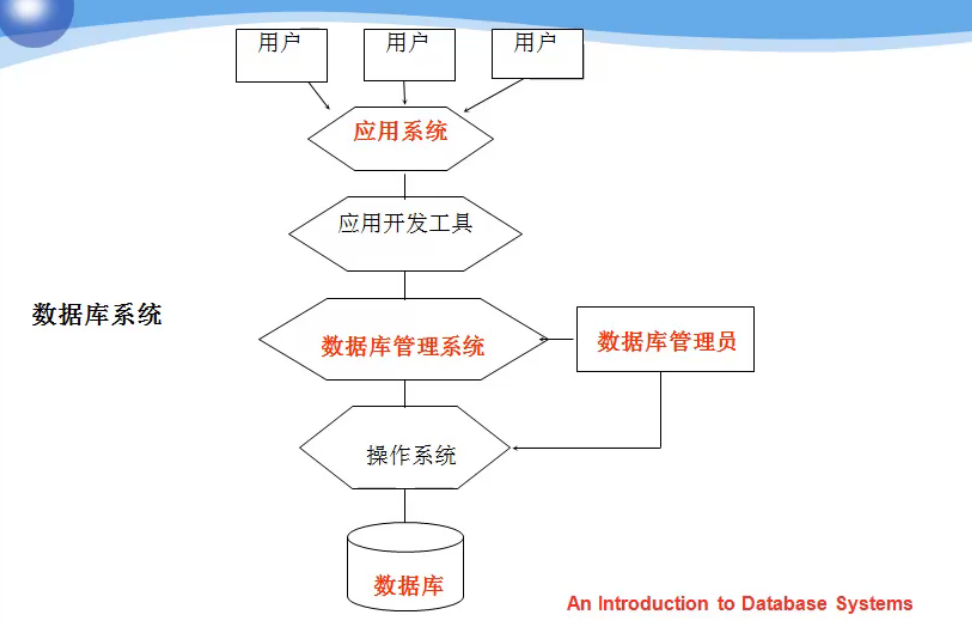 用户
用户
用户
应用系统
应用开发工具
数据库系统
数据库管理系统
数据库管理员
操作系统
数据库
An Introduction to Database Systems